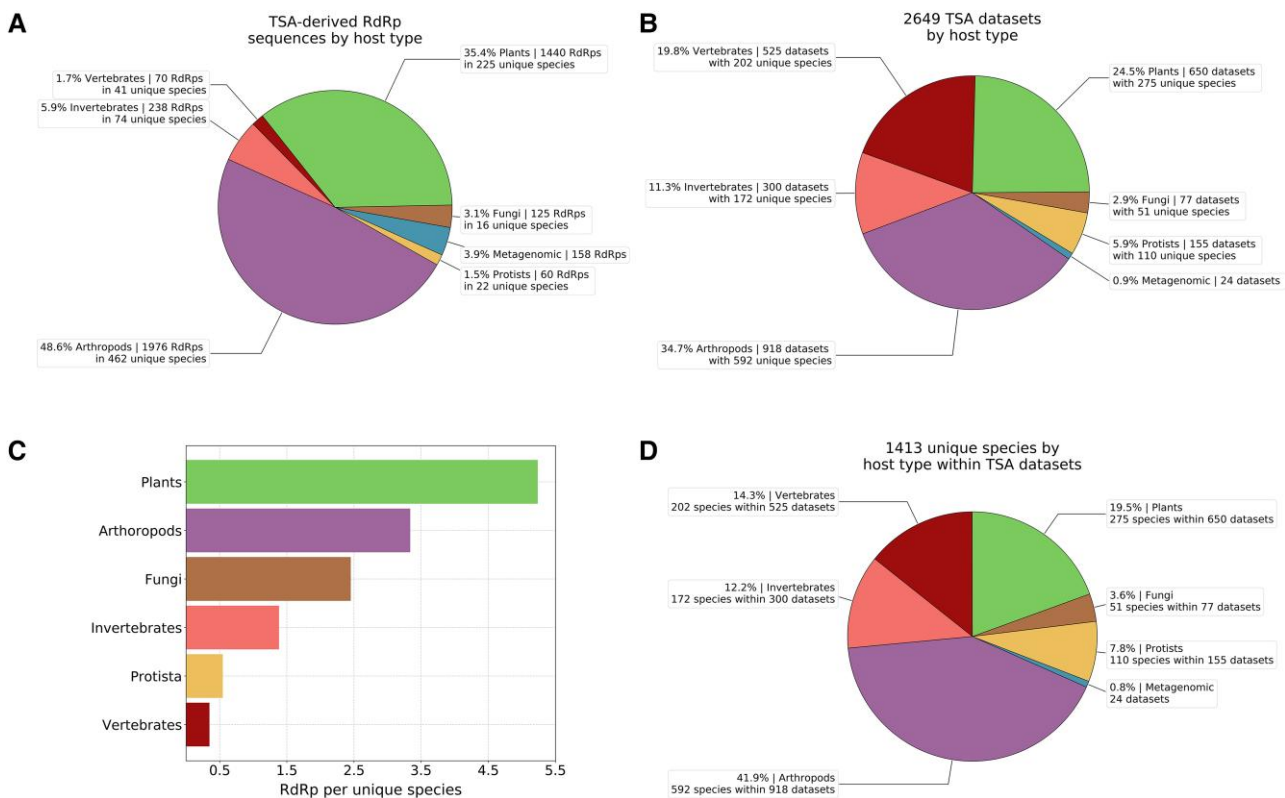 A
TSA-derived RdRp
sequences by host type
35.4% Plants | 1440 RdRps
in 225 unique species
1.7% Vertebrates | 70 RdRps
in 41 unique species
5.9% Invertebrates | 238 RdRps
in 74 unique species
3.1% Fungi | 125 RdRps
in 16 unique species
3.9% Metagenomic | 158 RdRps
1.5% Protists | 60 RdRps
in 22 unique species
48.6% Arthropods | 1976 RdRps
in 462 unique species
B
2649 TSA datasets
by host type
19.8% Vertebrates | 525 datasets
with 202 unique species
24.5% Plants | 650 datasets
with 275 unique species
11.3% Invertebrates | 300 datasets
with 172 unique species
2.9% Fungi | 77 datasets
with 51 unique species
5.9% Protists | 155 datasets
with 110 unique species
0.9% Metagenomic | 24 datasets
34.7% Arthropods | 918 datasets
with 592 unique species
C
Plants
Arthoropods
Fungi
Invertebrates
Protista
Vertebrates
0.5 1.5 2.5 3.5 4.5 5.5
RdRp per unique species
D
1413 unique species by
host type within TSA datasets
14.3% | Vertebrates
202 species within 525 datasets
19.5% | Plants
275 species within 650 datasets
12.2% | Invertebrates
172 species within 300 datasets
3.6% | Fungi
51 species within 77 datasets
7.8% | Protists
110 species within 155 datasets
0.8% | Metagenomic
24 datasets
41.9% | Arthropods
592 species within 918 datasets